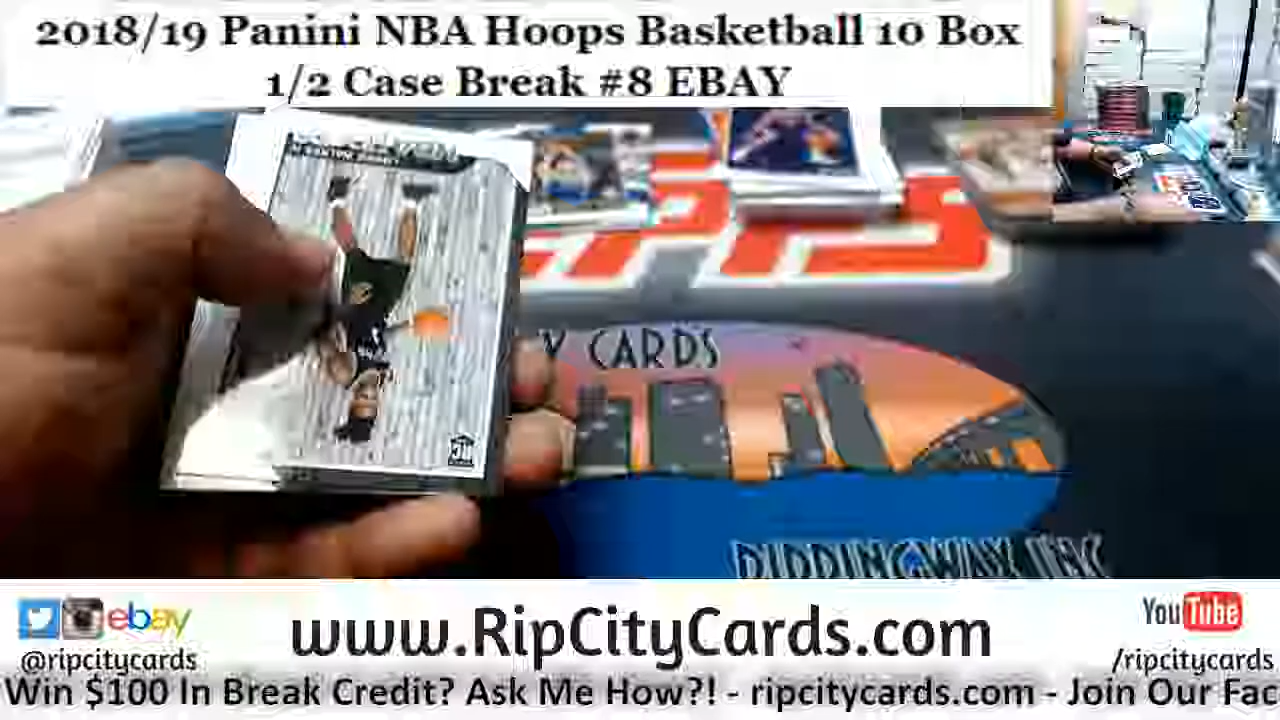 2018/19 Panini NBA Hoops Basketball 10 Box
1/2 Case Break #8 EBAY
CARDS
ebay
@ripcitycards
www.RipCityCards.com
YouTube
/ripcitycards
Win $100 In Break Credit? Ask Me How?! - ripcitycards.com - Join Our Fac